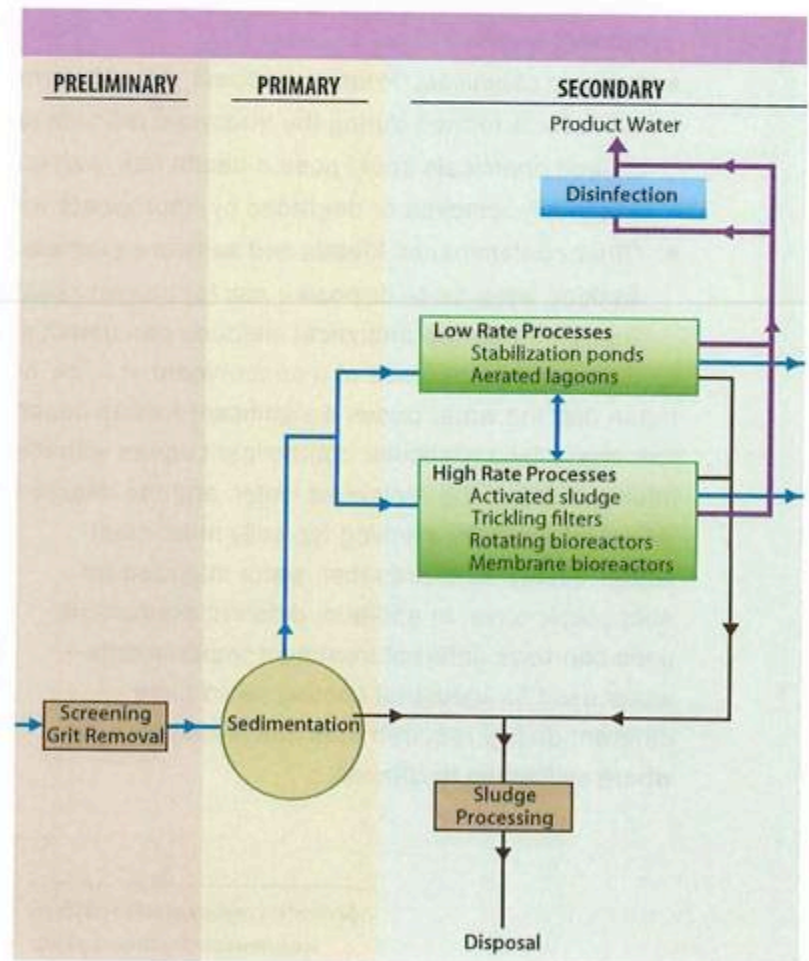 PRELIMINARY
PRIMARY
SECONDARY
Product Water
Disinfection
Low Rate Processes
Stabilization ponds
Aerated lagoons
High Rate Processes
Activated sludge
Trickling filters
Rotating bioreactors
Membrane bioreactors
Screening
Grit Removal
Sedimentation
Sludge
Processing
Disposal